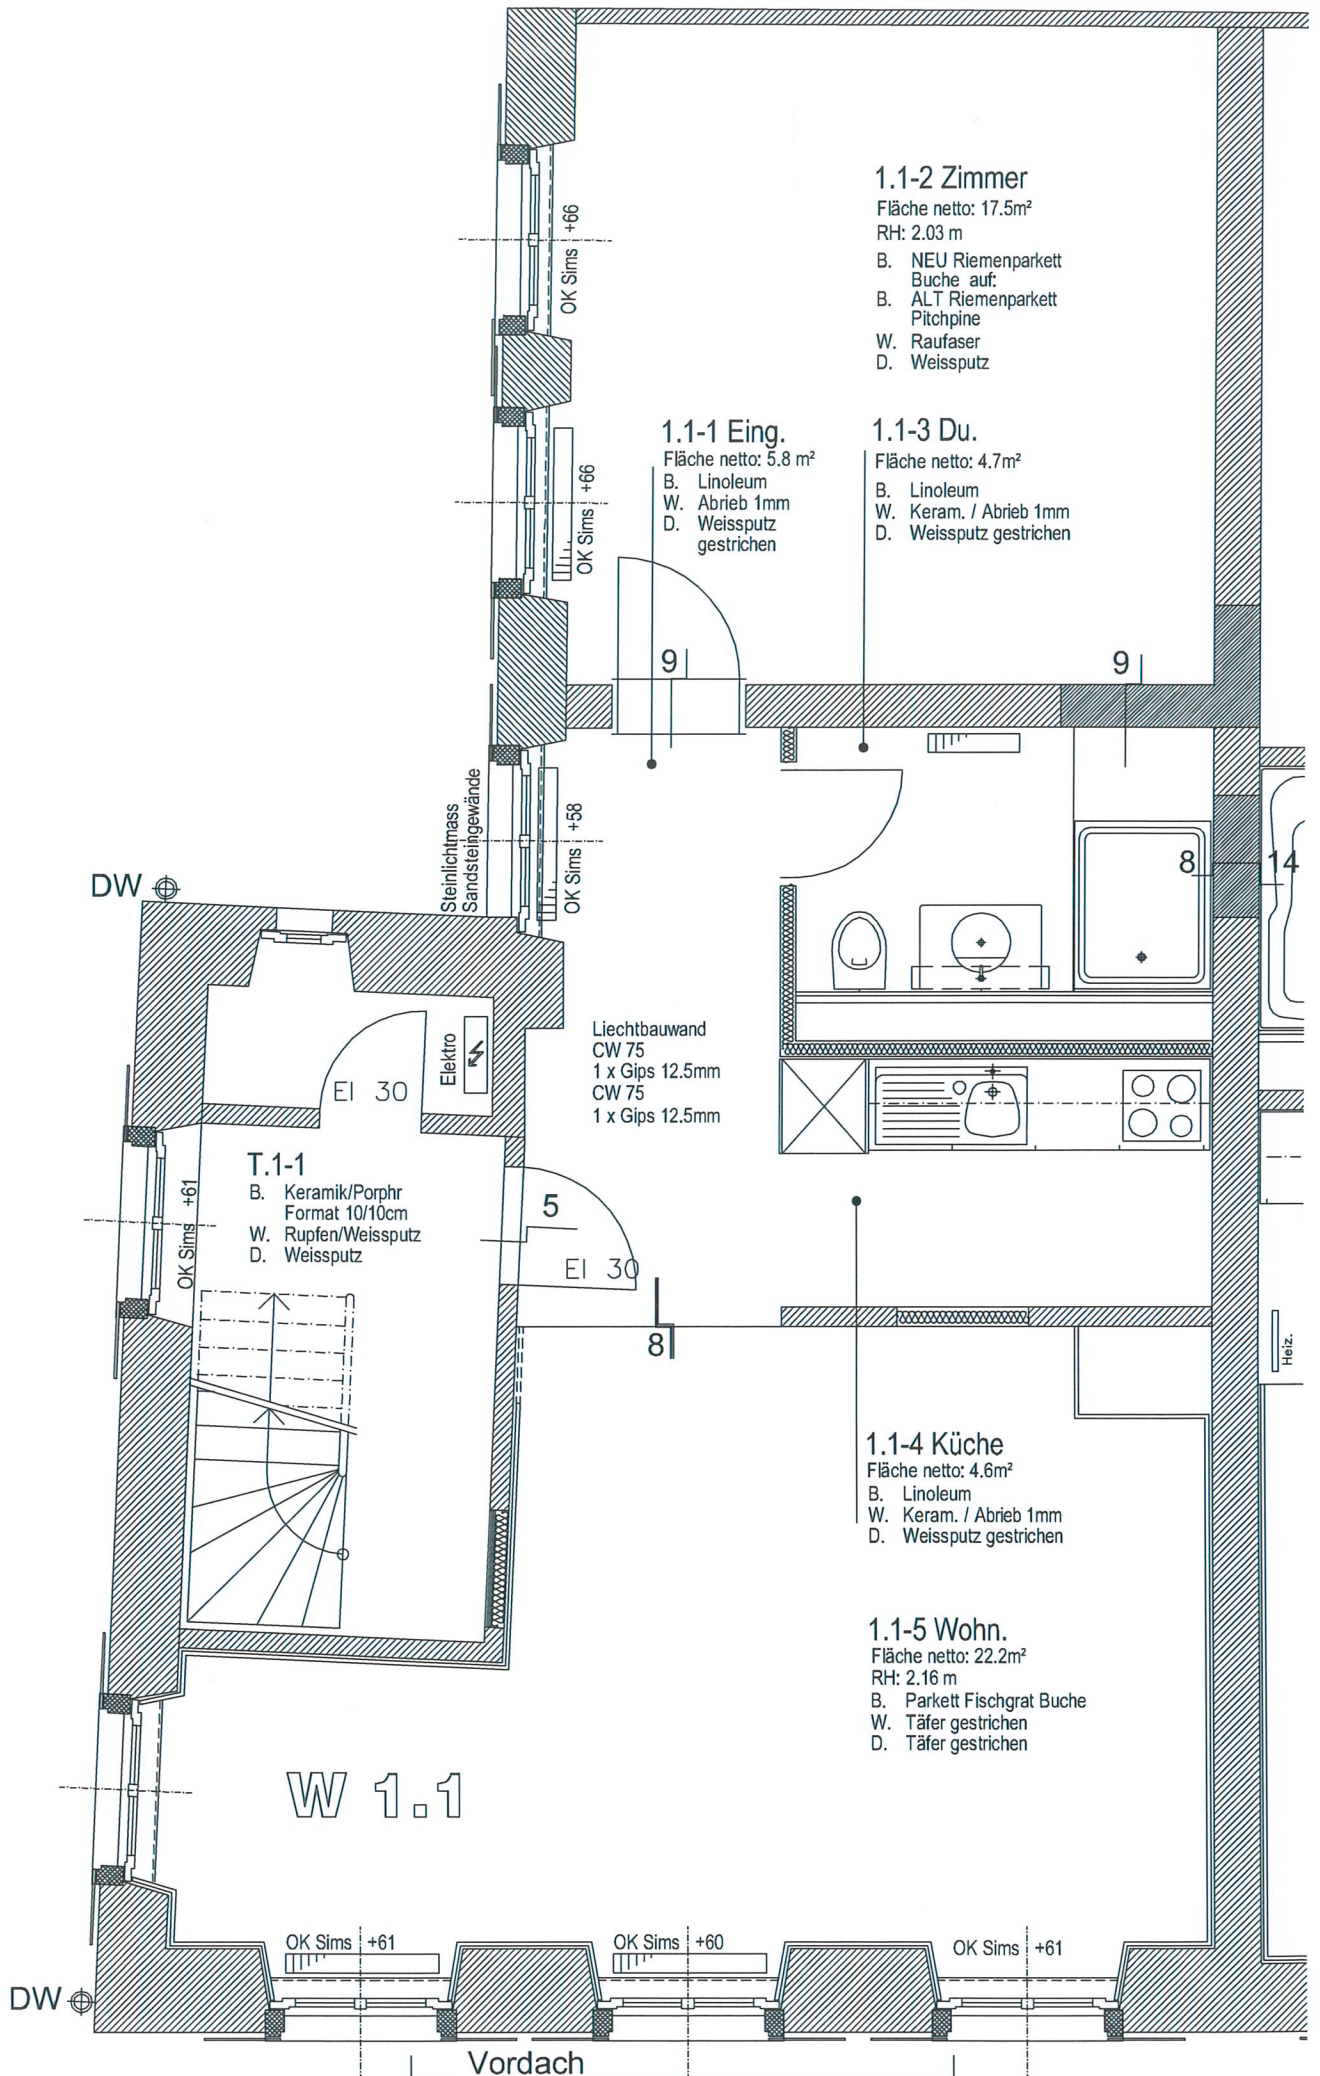 1.1-2 Zimmer
Fläche netto: 17.5m²
RH: 2.03 m
B. NEU Riemenparkett
Buche auf:
B. ALT Riemenparkett
Pitchpine
W. Raufaser
D. Weissputz
OK Sims +66
OK Sims +66
1.1-1 Eing.
Fläche netto: 5.8 m²
B. Linoleum
W. Abrieb 1mm
D. Weissputz
gestrichen
1.1-3 Du.
Fläche netto: 4.7m²
B. Linoleum
W. Keram. / Abrieb 1mm
D. Weissputz gestrichen
9
9
Steinlichtmass
Sandsteingewände
OK Sims +58
8
14
DW
Liechtbauwand
CW 75
1 x Gips 12.5mm
CW 75
1 x Gips 12.5mm
Elektro
EI 30
T.1-1
B. Keramik/Porphr
Format 10/10cm
W. Rupfen/Weissputz
D. Weissputz
OK Sims +61
5
EI 30
8
Heiz.
1.1-4 Küche
Fläche netto: 4.6m²
B. Linoleum
W. Keram. / Abrieb 1mm
D. Weissputz gestrichen
1.1-5 Wohn.
Fläche netto: 22.2m²
RH: 2.16 m
B. Parkett Fischgrat Buche
W. Täfer gestrichen
D. Täfer gestrichen
W 1.1
OK Sims +61
OK Sims +60
OK Sims +61
DW
Vordach